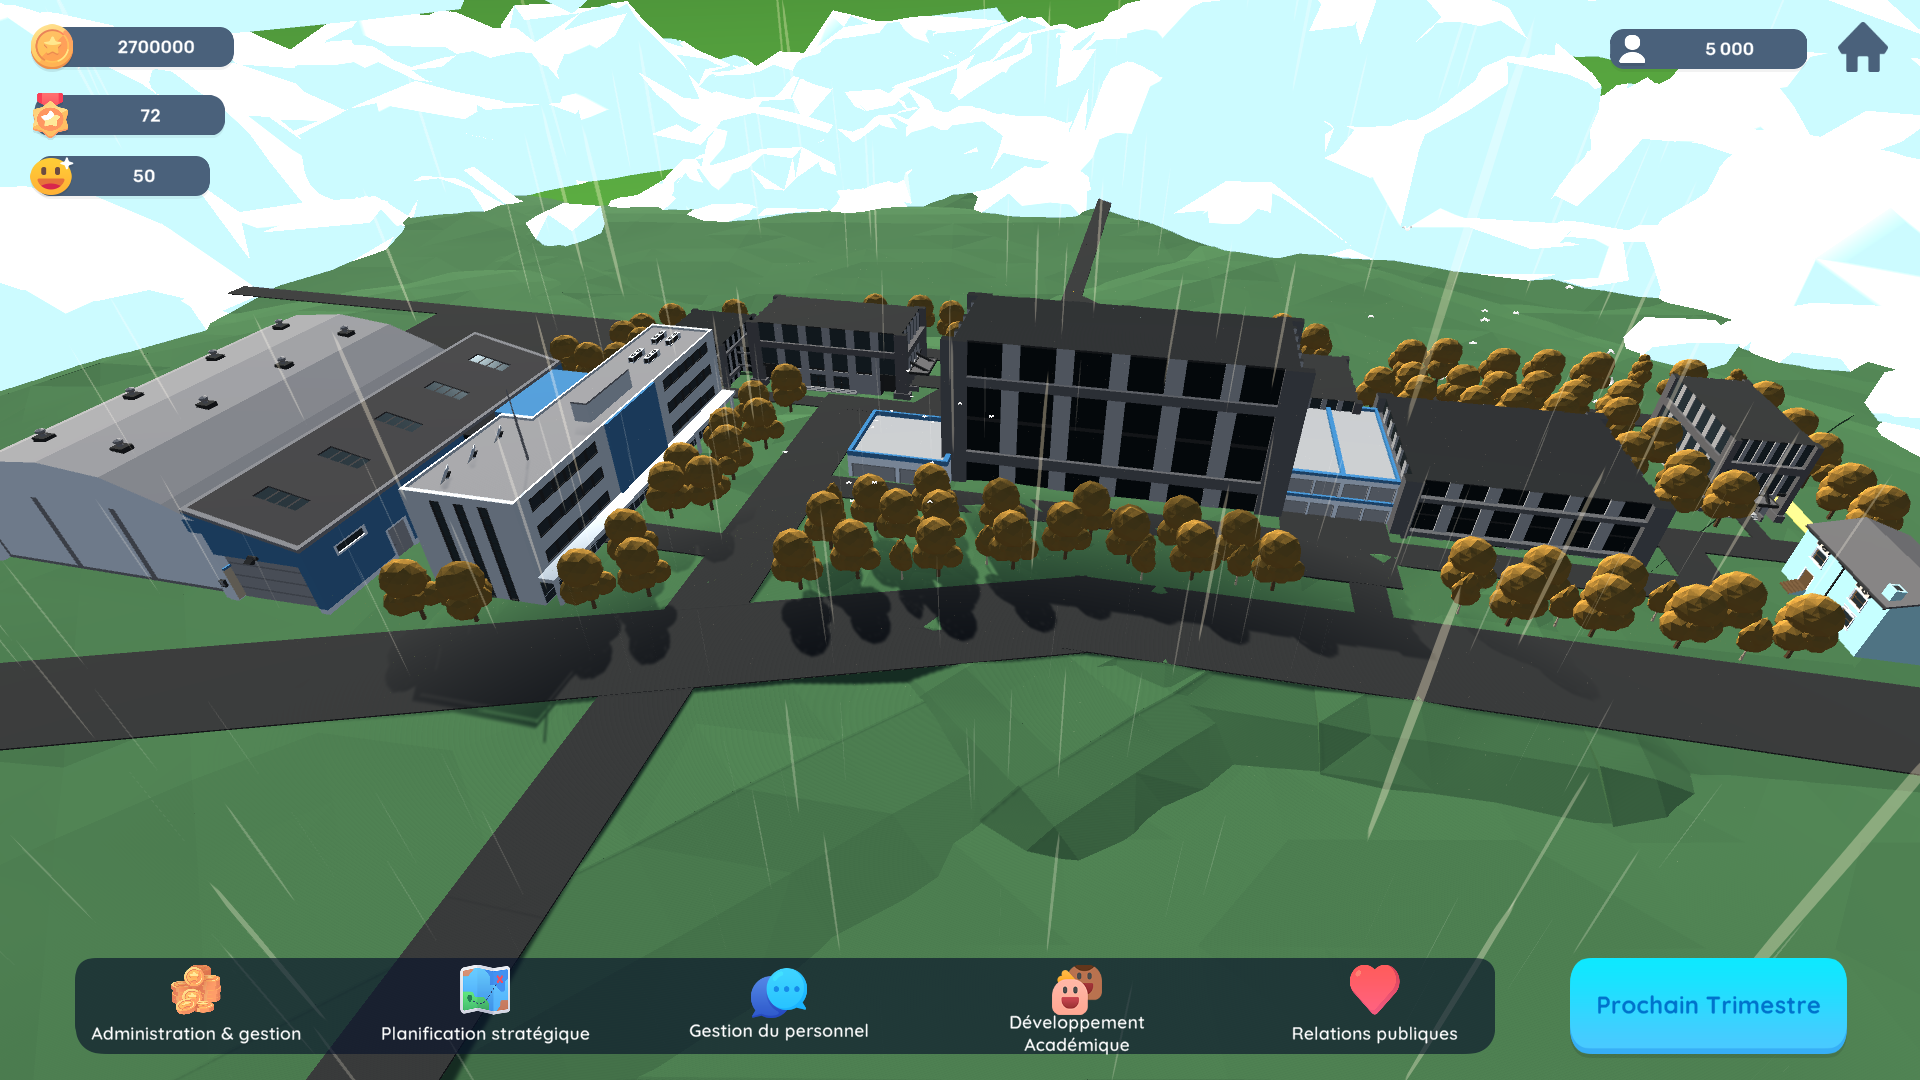 2700000
5 000
72
50
Administration & gestion
Planification stratégique
Gestion du personnel
Développement
Académique
Relations publiques
Prochain Trimestre